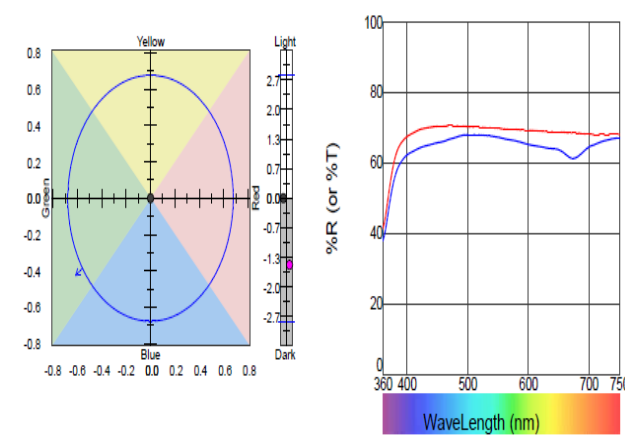 Yellow
Light
0.8
0.6
0.4
0.2
0.0
-0.2
-0.4
-0.6
-0.8
Green
Red
Blue
Dark
-0.8 -0.6 -0.4 -0.2 0.0 0.2 0.4 0.6 0.8
2.7
2.0
1.3
0.7
0.0
-0.7
-1.3
-2.0
-2.7
100
80
60
40
20
0
%R (or %T)
360 400 500 600 700 750
WaveLength (nm)